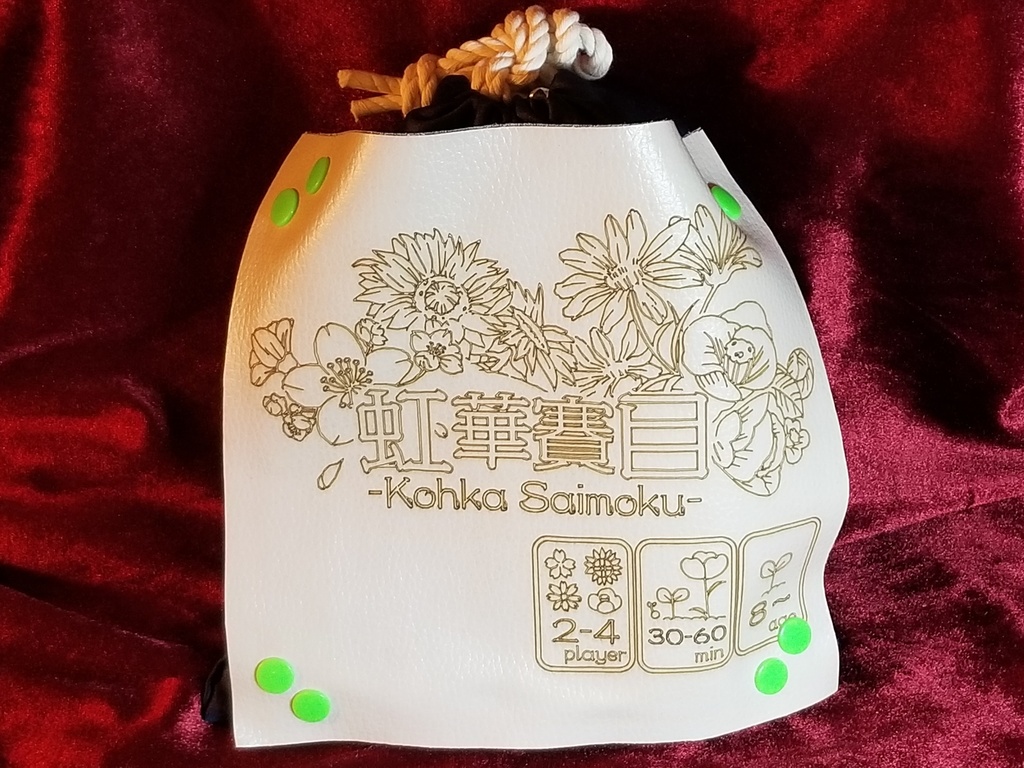 虹華賽目
-Kohka Saimoku-
2-4
player
30-60
min
8~
age